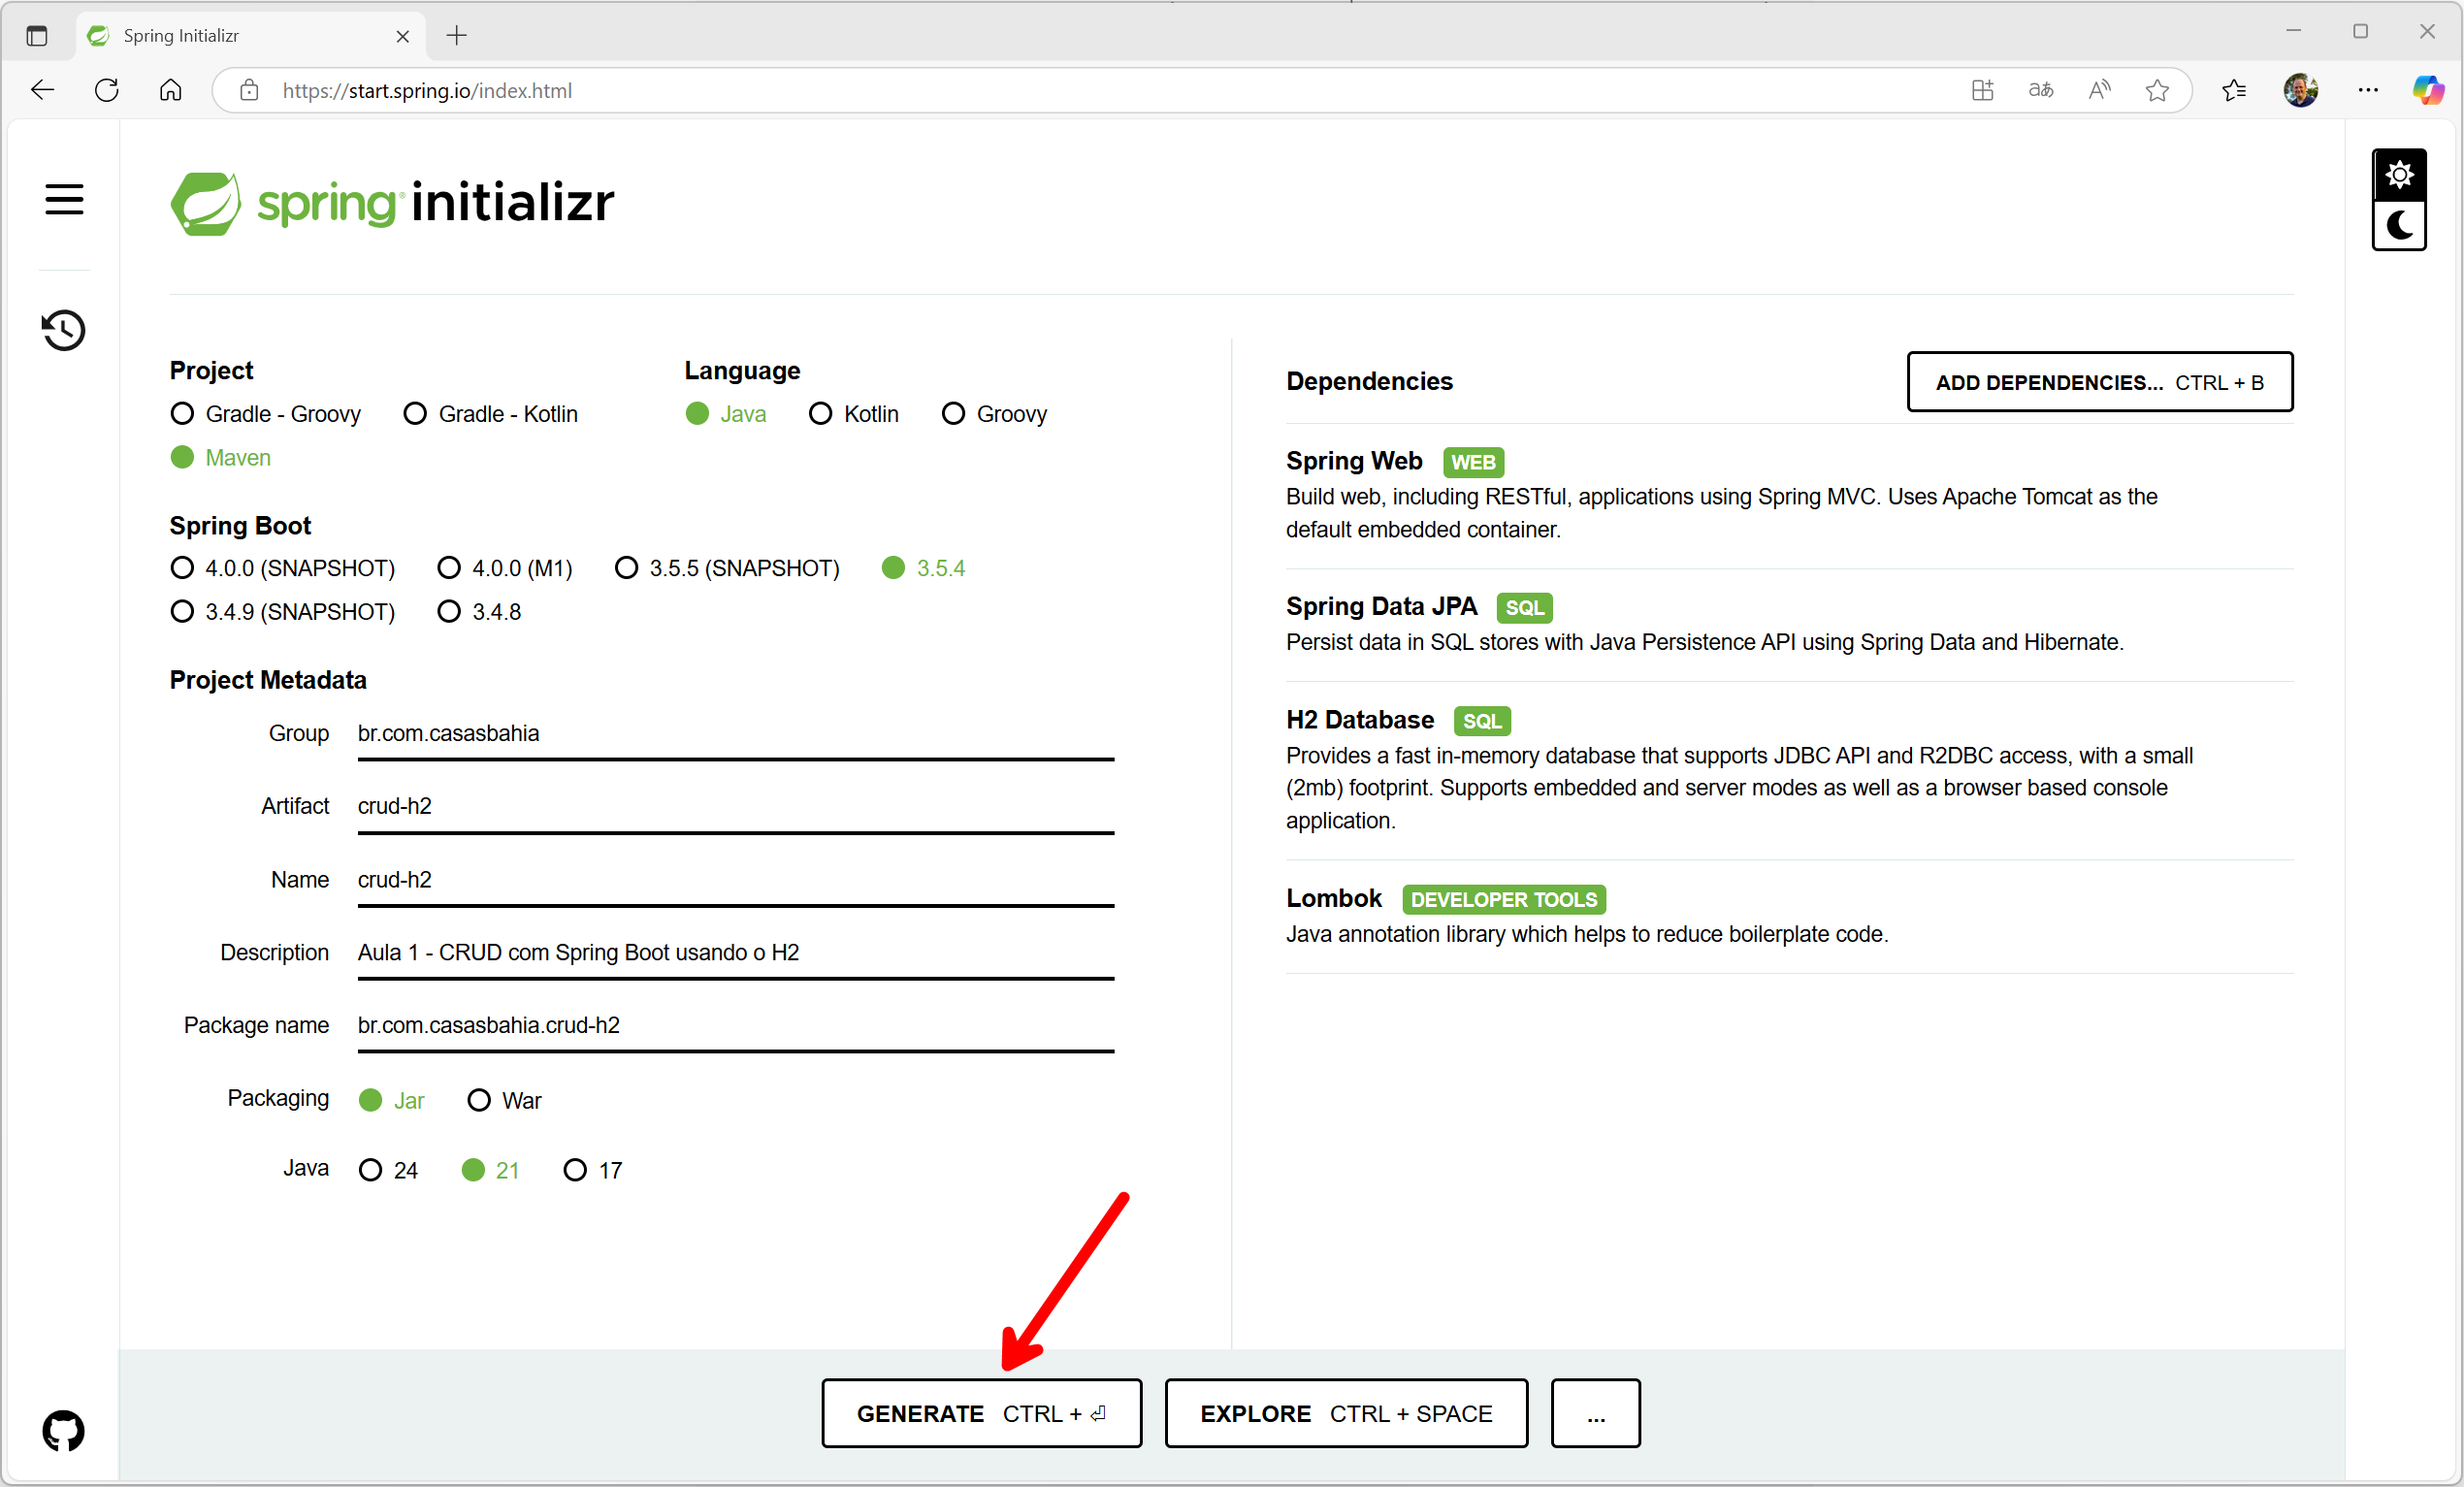 Spring Initializr
https://start.spring.io/index.html
spring initializr
Project
Gradle - Groovy Gradle - Kotlin
Maven
Language
Java Kotlin Groovy
Spring Boot
4.0.0 (SNAPSHOT) 4.0.0 (M1) 3.5.5 (SNAPSHOT) 3.5.4
3.4.9 (SNAPSHOT) 3.4.8
Project Metadata
Group br.com.casasbahia
Artifact crud-h2
Name crud-h2
Description Aula 1 - CRUD com Spring Boot usando o H2
Package name br.com.casasbahia.crud-h2
Packaging Jar War
Java 24 21 17
Dependencies ADD DEPENDENCIES... CTRL + B
Spring Web WEB
Build web, including RESTful, applications using Spring MVC. Uses Apache Tomcat as the
default embedded container.
Spring Data JPA SQL
Persist data in SQL stores with Java Persistence API using Spring Data and Hibernate.
H2 Database SQL
Provides a fast in-memory database that supports JDBC API and R2DBC access, with a small
(2mb) footprint. Supports embedded and server modes as well as a browser based console
application.
Lombok DEVELOPER TOOLS
Java annotation library which helps to reduce boilerplate code.
GENERATE CTRL + ⏎ EXPLORE CTRL + SPACE ...